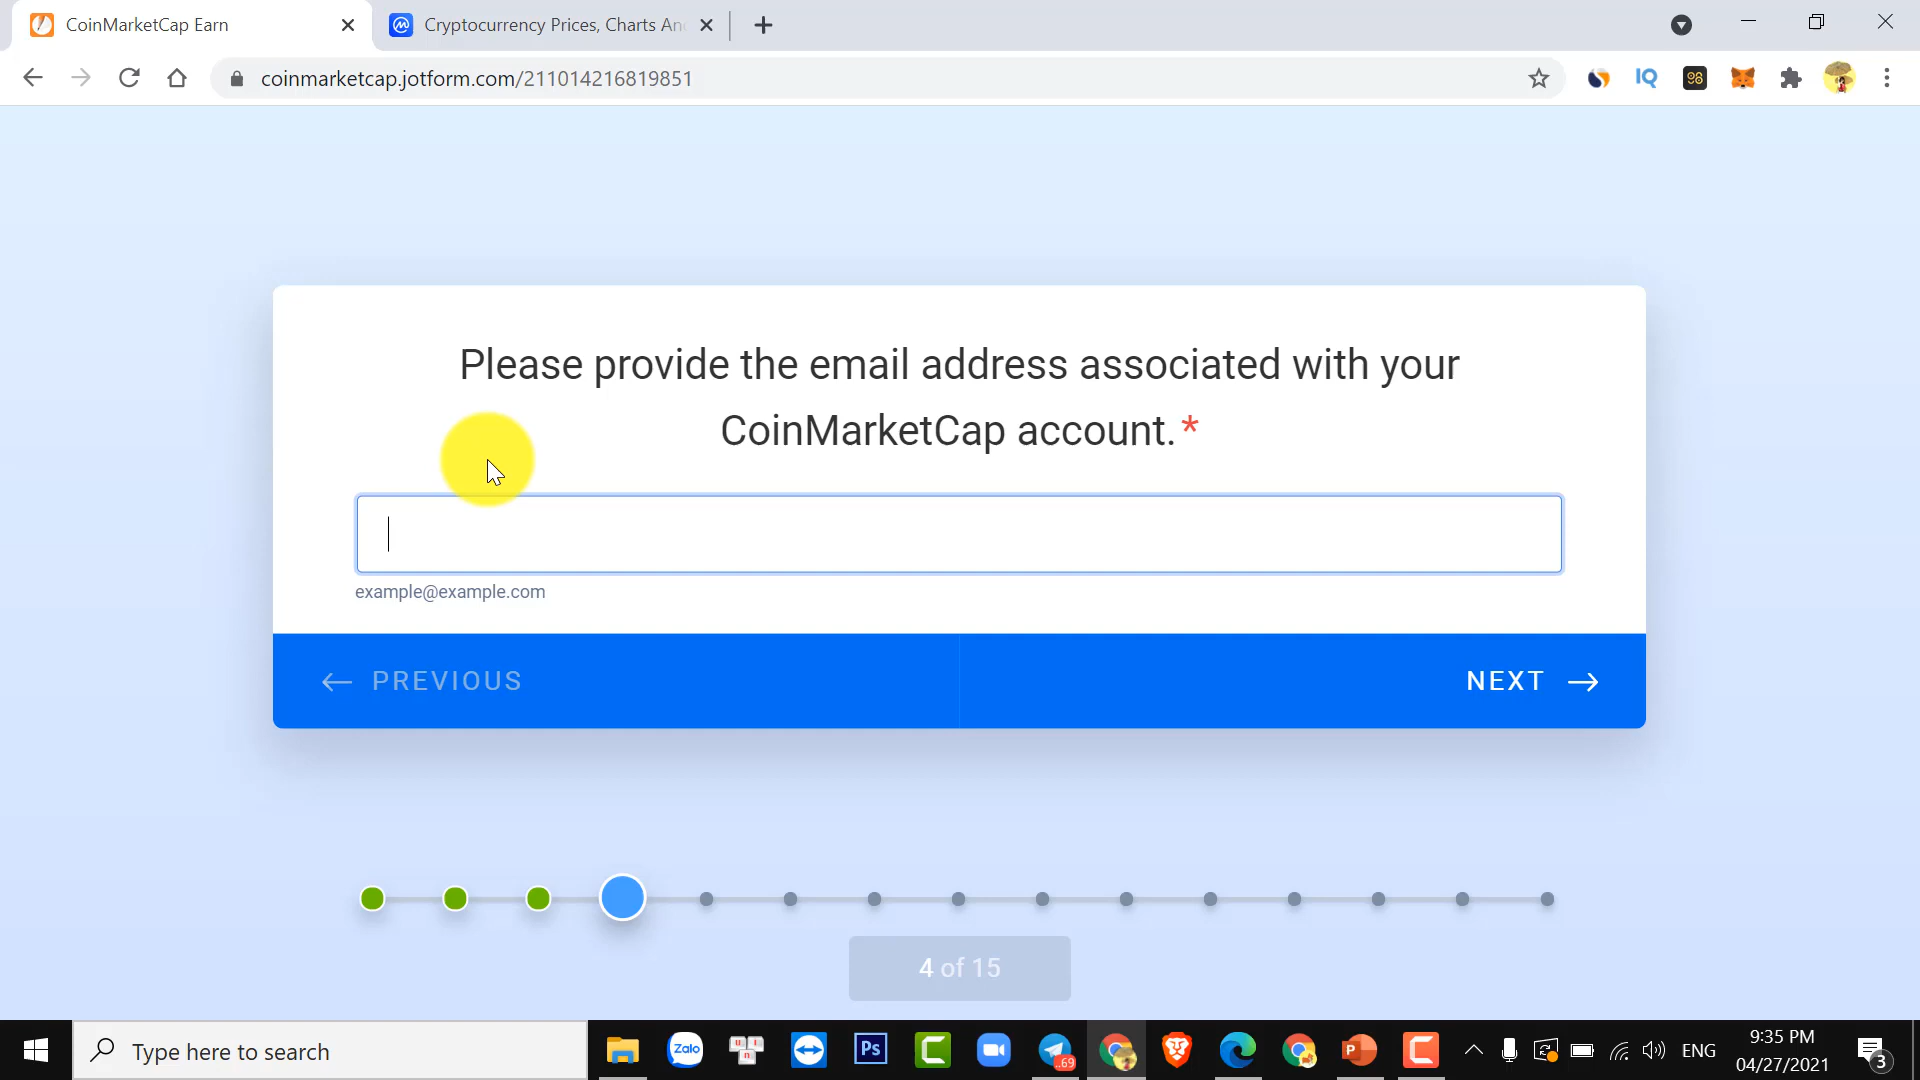 CoinMarketCap Earn
Cryptocurrency Prices, Charts An
coinmarketcap.jotform.com/211014216819851
IQ
Please provide the email address associated with your
CoinMarketCap account. *
example@example.com
PREVIOUS
NEXT
4 of 15
Type here to search
Zalo
Ps
69
P
ENG
9:35 PM
04/27/2021
3